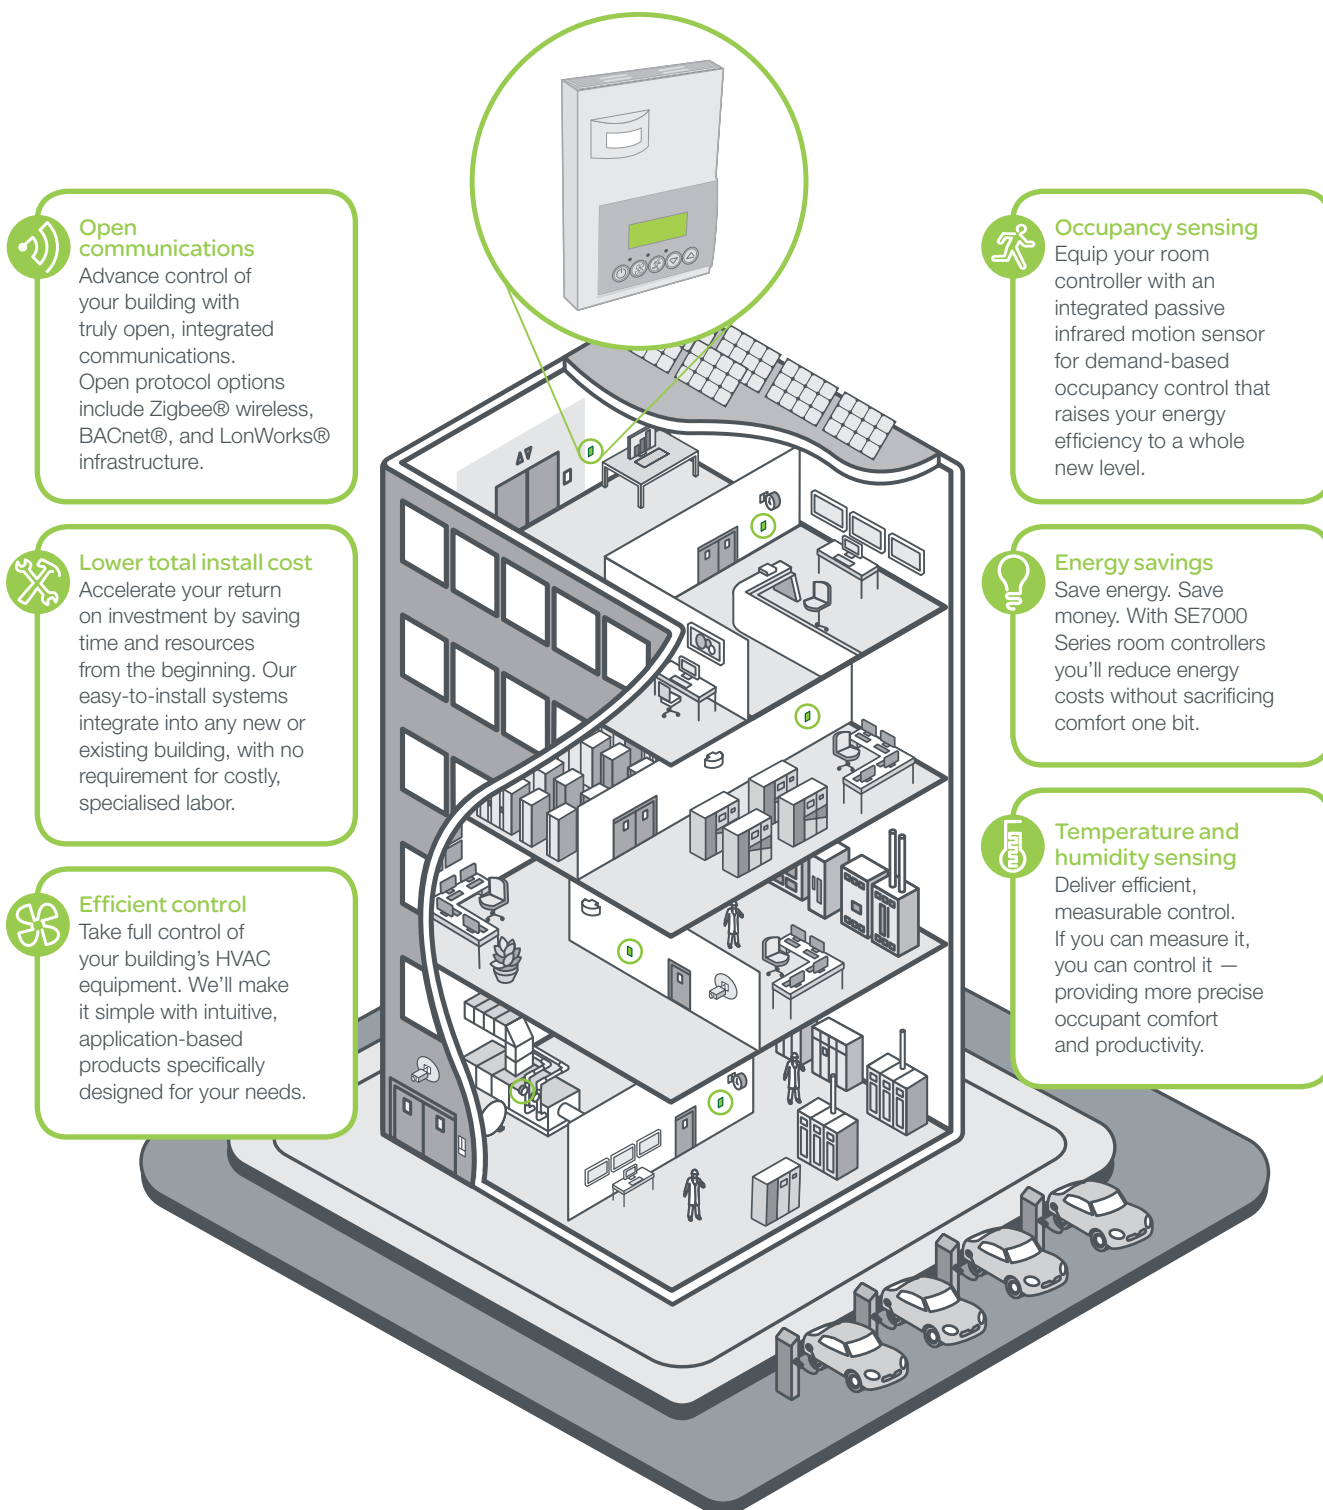 Open
communications
Advance control of
your building with
truly open, integrated
communications.
Open protocol options
include Zigbee® wireless,
BACnet®, and LonWorks®
infrastructure.
Lower total install cost
Accelerate your return
on investment by saving
time and resources
from the beginning. Our
easy-to-install systems
integrate into any new or
existing building, with no
requirement for costly,
specialised labor.
Efficient control
Take full control of
your building’s HVAC
equipment. We’ll make
it simple with intuitive,
application-based
products specifically
designed for your needs.
Occupancy sensing
Equip your room
controller with an
integrated passive
infrared motion sensor
for demand-based
occupancy control that
raises your energy
efficiency to a whole
new level.
Energy savings
Save energy. Save
money. With SE7000
Series room controllers
you’ll reduce energy
costs without sacrificing
comfort one bit.
Temperature and
humidity sensing
Deliver efficient,
measurable control.
If you can measure it,
you can control it —
providing more precise
occupant comfort
and productivity.